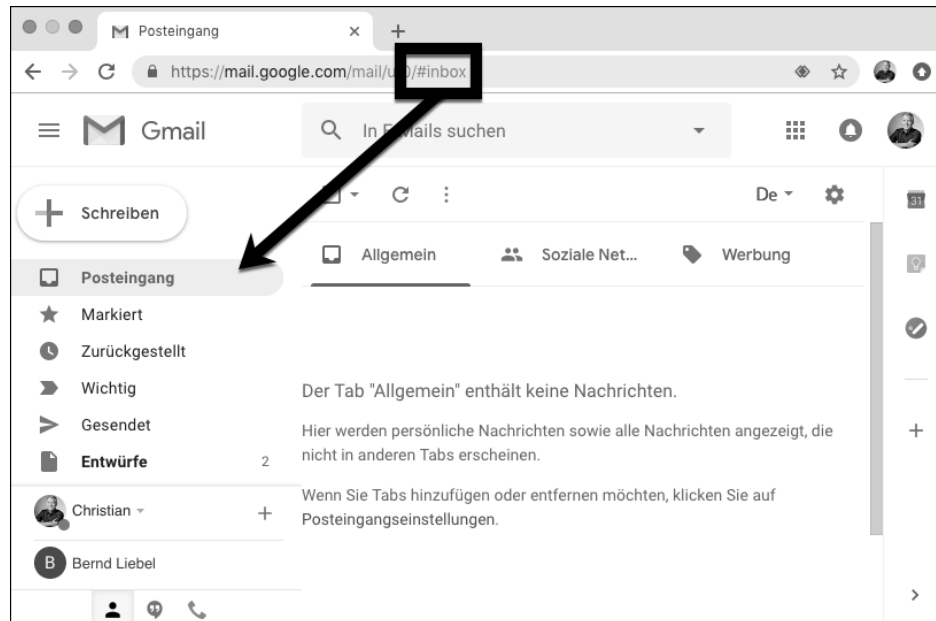 Posteingang
https://mail.google.com/mail/u/0/#inbox
Gmail
In E-Mails suchen
Schreiben
De
31
Allgemein
Soziale Net...
Werbung
Posteingang
Markiert
Zurückgestellt
Wichtig
Gesendet
Entwürfe 2
Der Tab "Allgemein" enthält keine Nachrichten.
Hier werden persönliche Nachrichten sowie alle Nachrichten angezeigt, die
nicht in anderen Tabs erscheinen.
Wenn Sie Tabs hinzufügen oder entfernen möchten, klicken Sie auf
Posteingangseinstellungen.
Christian
B Bernd Liebel